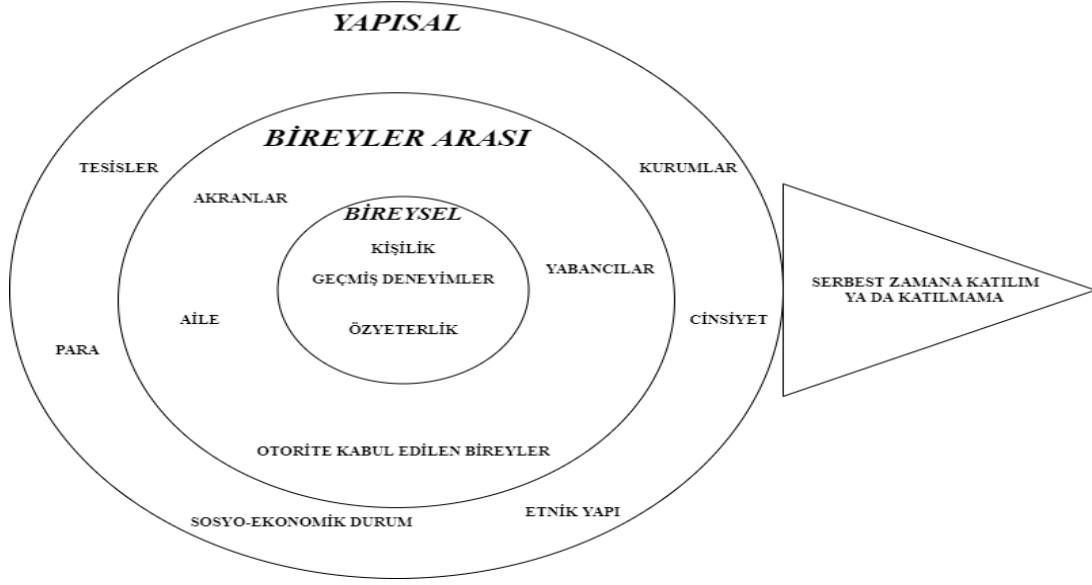 YAPISAL
BİREYLER ARASI
TESİSLER
KURUMLAR
AKRANLAR
BİREYSEL
KİŞİLİK
GEÇMİŞ DENEYİMLER
YABANCILAR
SERBEST ZAMANA KATILIM
YA DA KATILMAMA
AİLE
ÖZYETERLİK
CİNSİYET
PARA
OTORİTE KABUL EDİLEN BİREYLER
SOSYO-EKONOMİK DURUM
ETNİK YAPI